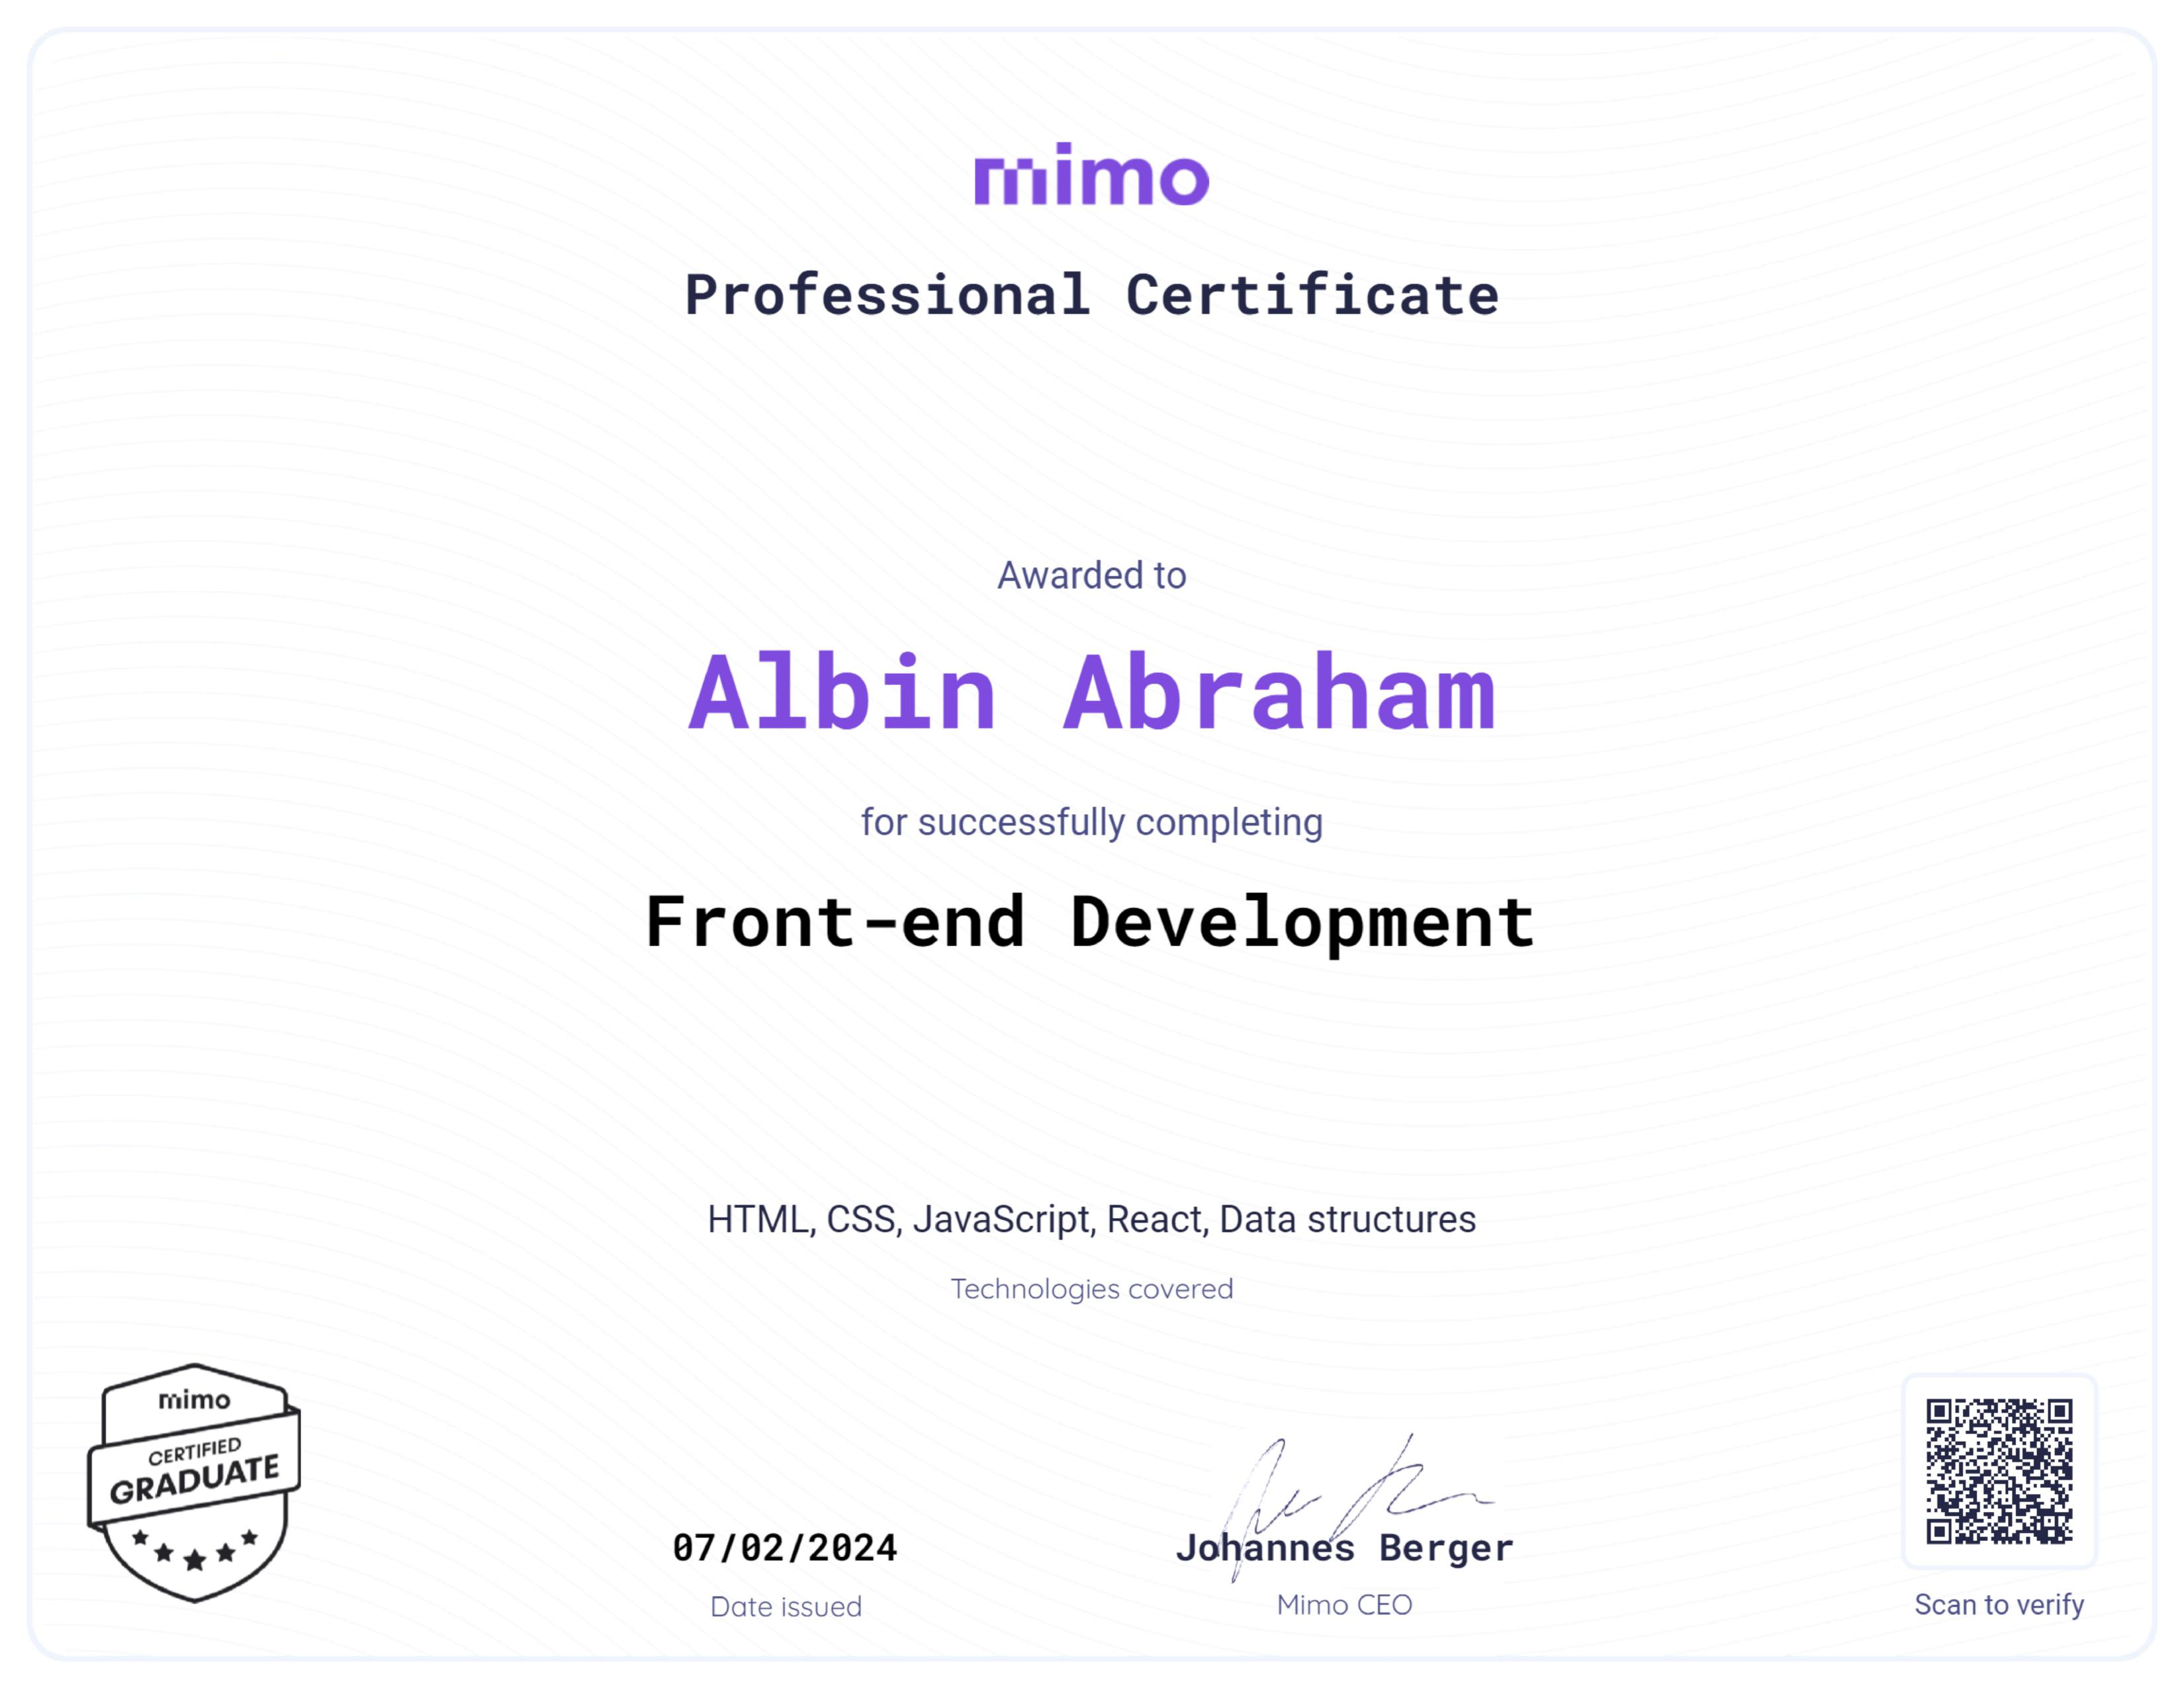 mimo
Professional Certificate
Awarded to
Albin Abraham
for successfully completing
Front-end Development
HTML, CSS, JavaScript, React, Data structures
Technologies covered
mimo
CERTIFIED
GRADUATE
07/02/2024
Date issued
Johannes Berger
Mimo CEO
Scan to verify